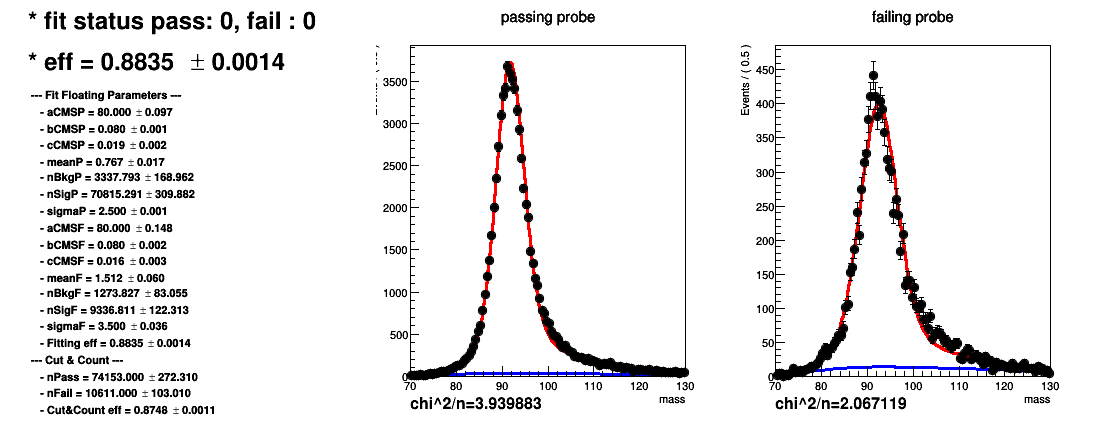 * fit status pass: 0, fail : 0
* eff = 0.8835 ± 0.0014
--- Fit Floating Parameters ---
- aCMSP = 80.000 ± 0.097
- bCMSP = 0.080 ± 0.001
- cCMSP = 0.019 ± 0.002
- meanP = 0.767 ± 0.017
- nBkgP = 3337.793 ± 168.962
- nSigP = 70815.291 ± 309.882
- sigmaP = 2.500 ± 0.001
- aCMSF = 80.000 ± 0.148
- bCMSF = 0.080 ± 0.002
- cCMSF = 0.016 ± 0.003
- meanF = 1.512 ± 0.060
- nBkgF = 1273.827 ± 83.055
- nSigF = 9336.811 ± 122.313
- sigmaF = 3.500 ± 0.036
- Fitting eff = 0.8835 ± 0.0014
--- Cut & Count ---
- nPass = 74153.000 ± 272.310
- nFail = 10611.000 ± 103.010
- Cut&Count eff = 0.8748 ± 0.0011
passing probe
3500
3000
2500
2000
1500
1000
500
0
70 80 90 100 110 120 130
mass
chi^2/n=3.939883
failing probe
Events / ( 0.5 )
450
400
350
300
250
200
150
100
50
0
70 80 90 100 110 120 130
mass
chi^2/n=2.067119